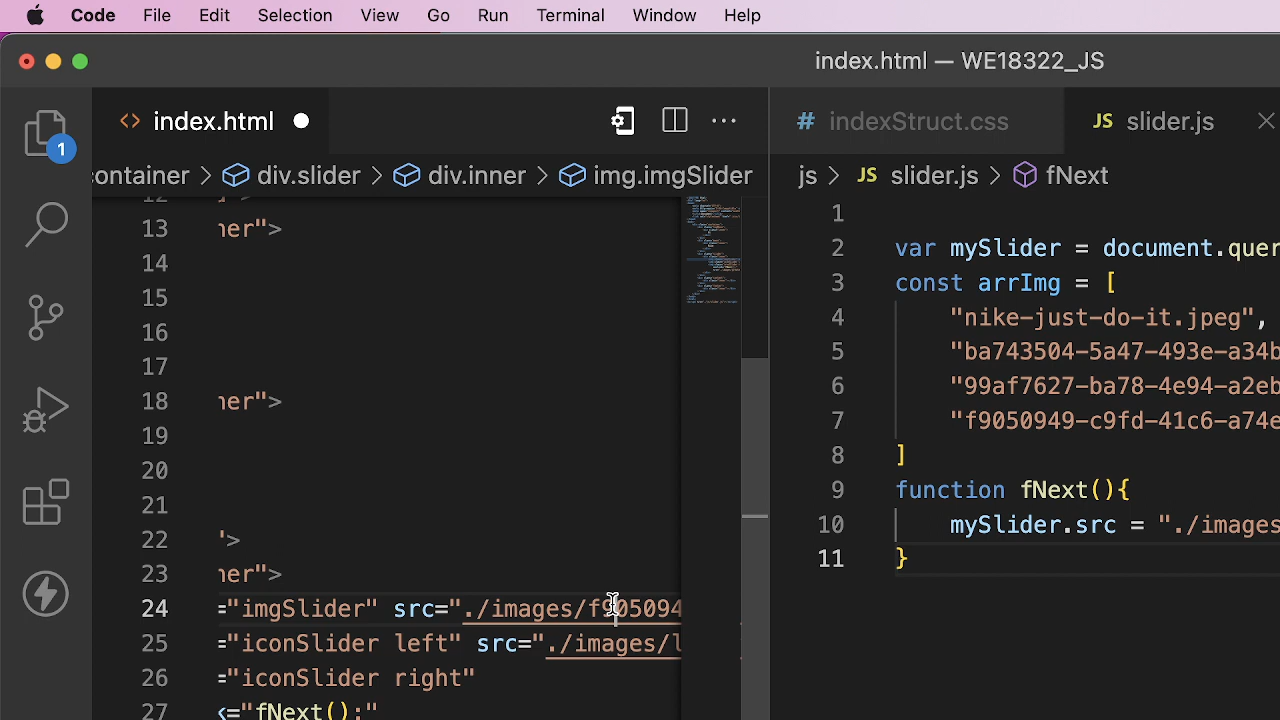 Code File Edit Selection View Go Run Terminal Window Help
index.html — WE18322_JS
<> index.html
# indexStruct.css
JS slider.js
1
ontainer > div.slider > div.inner > img.imgSlider
js > JS slider.js > fNext
12
13 ner">
14
15
16
17
18 ner">
19
20
21
22 ">
23 ner">
24 ="imgSlider" src="./images/f905094
25 ="iconSlider left" src="./images/l
26 ="iconSlider right"
27 ="fNext();"
1
2 var mySlider = document.quer
3 const arrImg = [
4 "nike-just-do-it.jpeg",
5 "ba743504-5a47-493e-a34b
6 "99af7627-ba78-4e94-a2eb
7 "f9050949-c9fd-41c6-a74e
8 ]
9 function fNext(){
10 mySlider.src = "./images
11 }